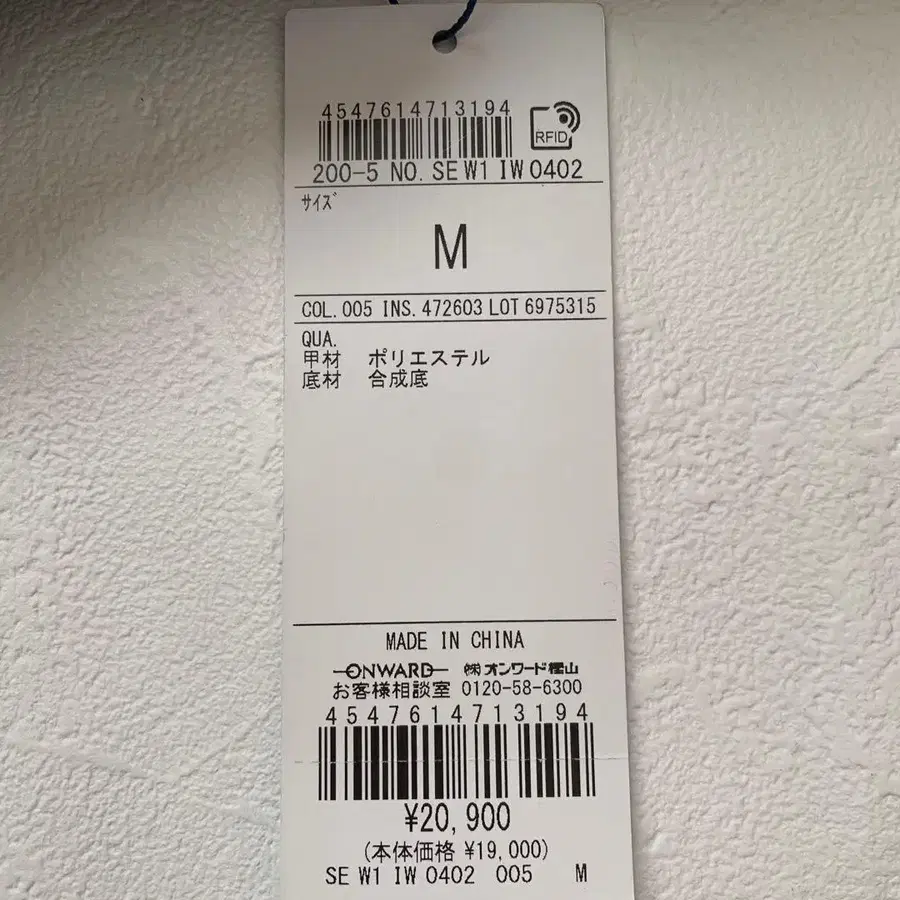 4547614713194
RFID
200-5 NO. SE W1 IW 0402
サイズ
M
COL. 005 INS. 472603 LOT 6975315
QUA.
甲材 ポリエステル
底材 合成底
MADE IN CHINA
ONWARD ㈱オンワード樫山
お客様相談室 0120-58-6300
4547614713194
¥20,900
(本体価格 ¥19,000)
SE W1 IW 0402 005 M